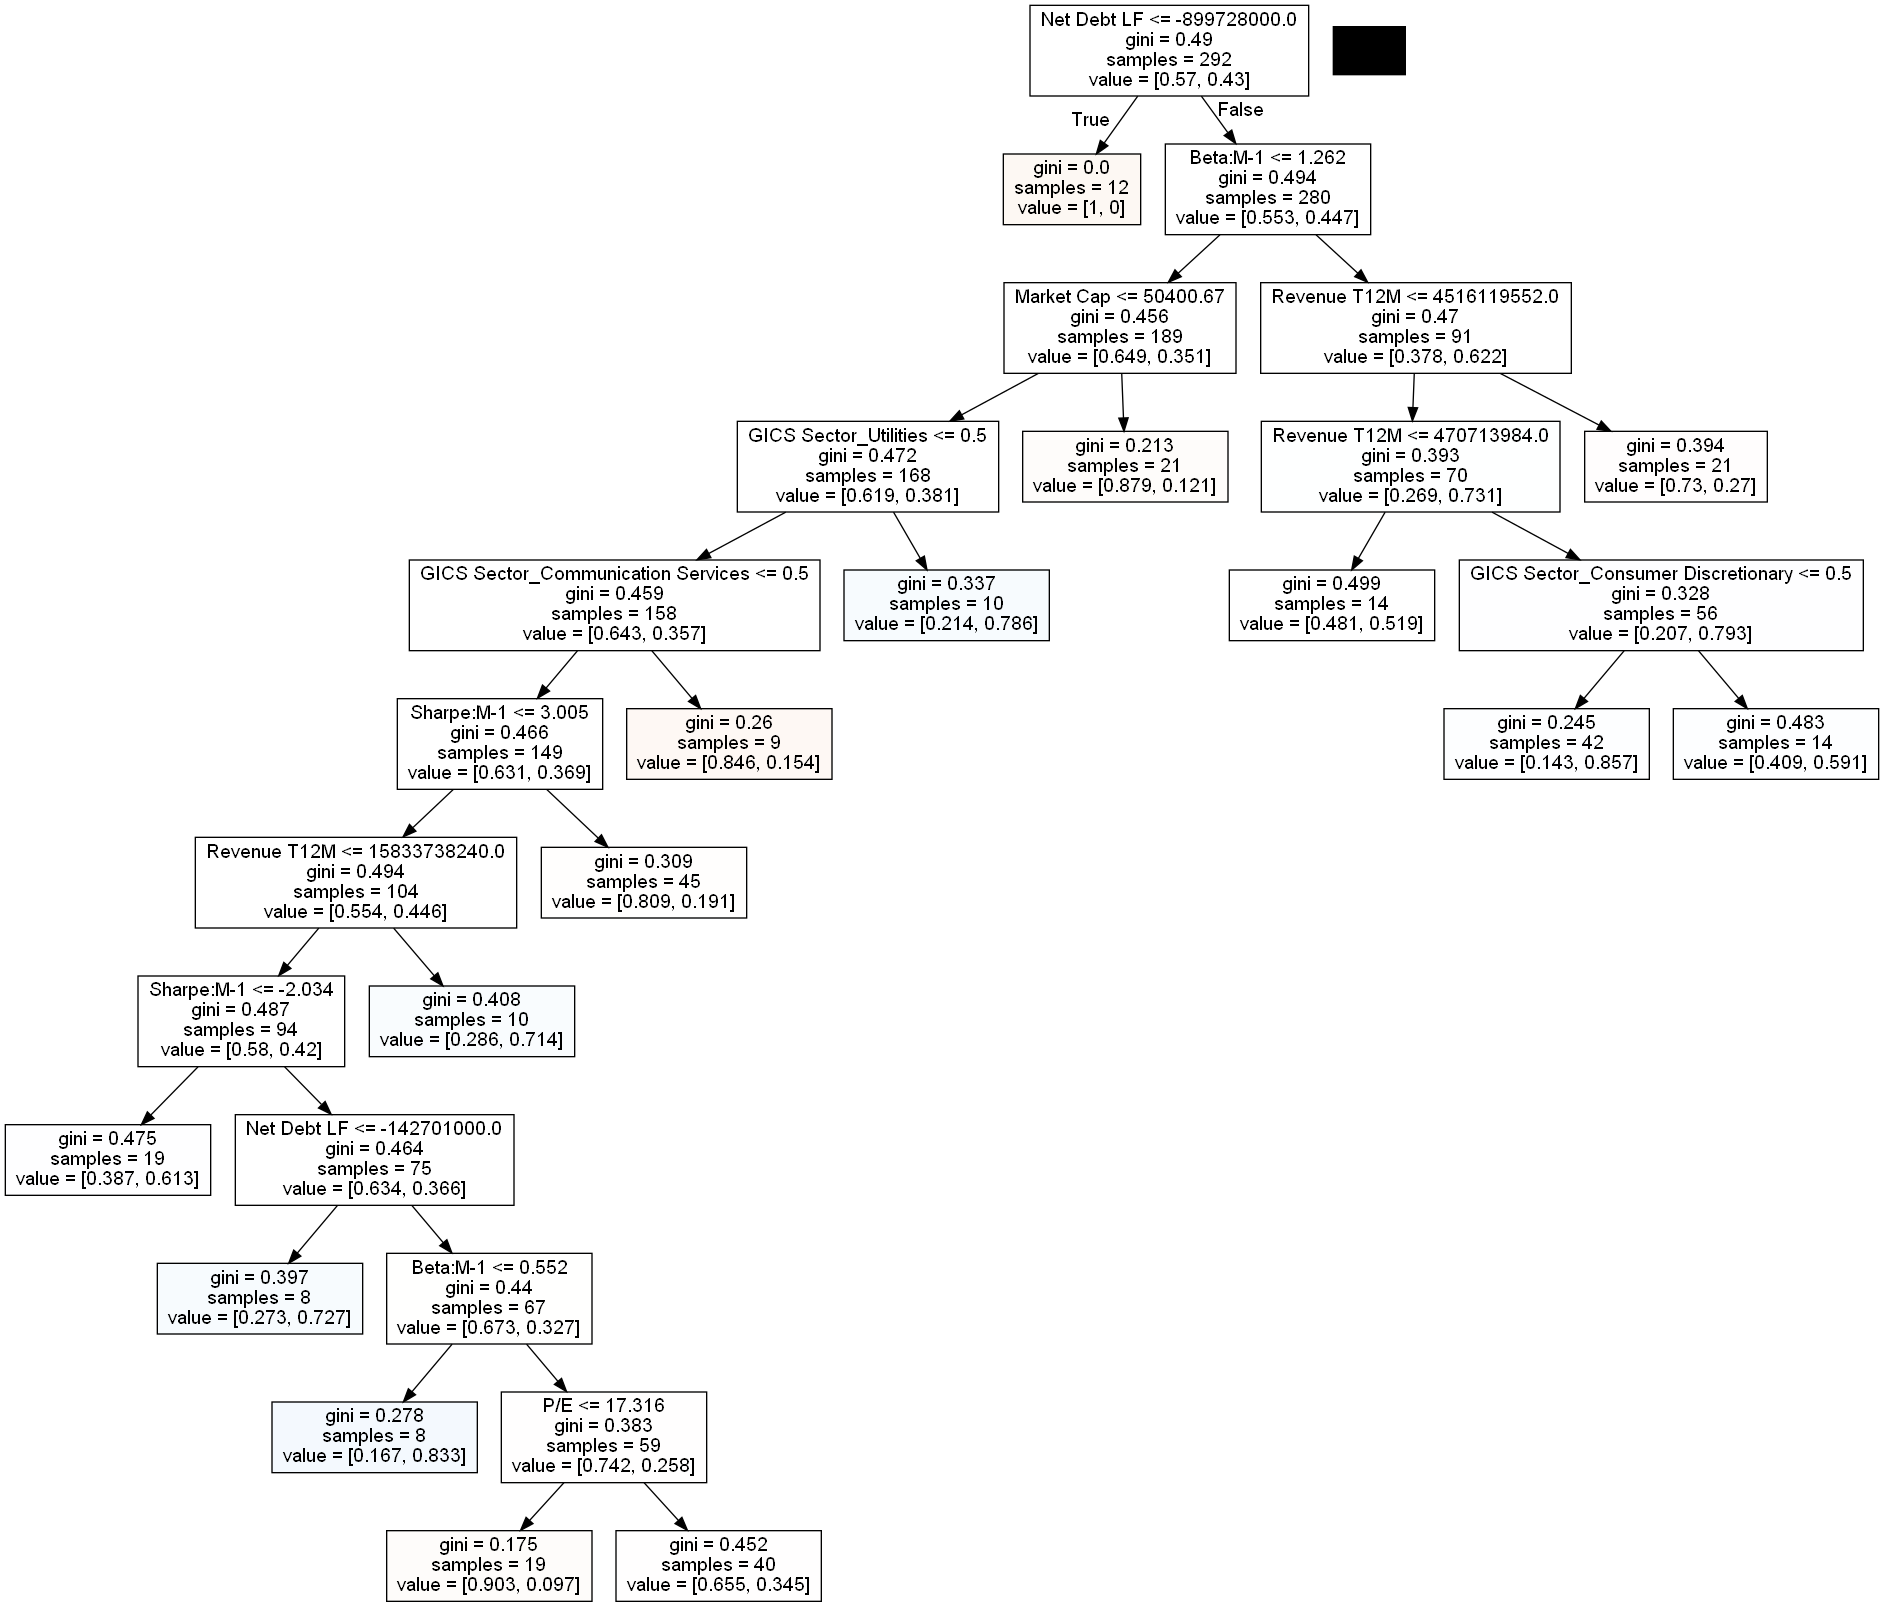 Net Debt LF <= -899728000.0
gini = 0.49
samples = 292
value = [0.57, 0.43]
True
False
gini = 0.0
samples = 12
value = [1, 0]
Beta:M-1 <= 1.262
gini = 0.494
samples = 280
value = [0.553, 0.447]
Market Cap <= 50400.67
gini = 0.456
samples = 189
value = [0.649, 0.351]
Revenue T12M <= 4516119552.0
gini = 0.47
samples = 91
value = [0.378, 0.622]
GICS Sector_Utilities <= 0.5
gini = 0.472
samples = 168
value = [0.619, 0.381]
gini = 0.213
samples = 21
value = [0.879, 0.121]
Revenue T12M <= 470713984.0
gini = 0.393
samples = 70
value = [0.269, 0.731]
gini = 0.394
samples = 21
value = [0.73, 0.27]
GICS Sector_Communication Services <= 0.5
gini = 0.459
samples = 158
value = [0.643, 0.357]
gini = 0.337
samples = 10
value = [0.214, 0.786]
gini = 0.499
samples = 14
value = [0.481, 0.519]
GICS Sector_Consumer Discretionary <= 0.5
gini = 0.328
samples = 56
value = [0.207, 0.793]
Sharpe:M-1 <= 3.005
gini = 0.466
samples = 149
value = [0.631, 0.369]
gini = 0.26
samples = 9
value = [0.846, 0.154]
gini = 0.245
samples = 42
value = [0.143, 0.857]
gini = 0.483
samples = 14
value = [0.409, 0.591]
Revenue T12M <= 15833738240.0
gini = 0.494
samples = 104
value = [0.554, 0.446]
gini = 0.309
samples = 45
value = [0.809, 0.191]
Sharpe:M-1 <= -2.034
gini = 0.487
samples = 94
value = [0.58, 0.42]
gini = 0.408
samples = 10
value = [0.286, 0.714]
gini = 0.475
samples = 19
value = [0.387, 0.613]
Net Debt LF <= -142701000.0
gini = 0.464
samples = 75
value = [0.634, 0.366]
gini = 0.397
samples = 8
value = [0.273, 0.727]
Beta:M-1 <= 0.552
gini = 0.44
samples = 67
value = [0.673, 0.327]
gini = 0.278
samples = 8
value = [0.167, 0.833]
P/E <= 17.316
gini = 0.383
samples = 59
value = [0.742, 0.258]
gini = 0.175
samples = 19
value = [0.903, 0.097]
gini = 0.452
samples = 40
value = [0.655, 0.345]